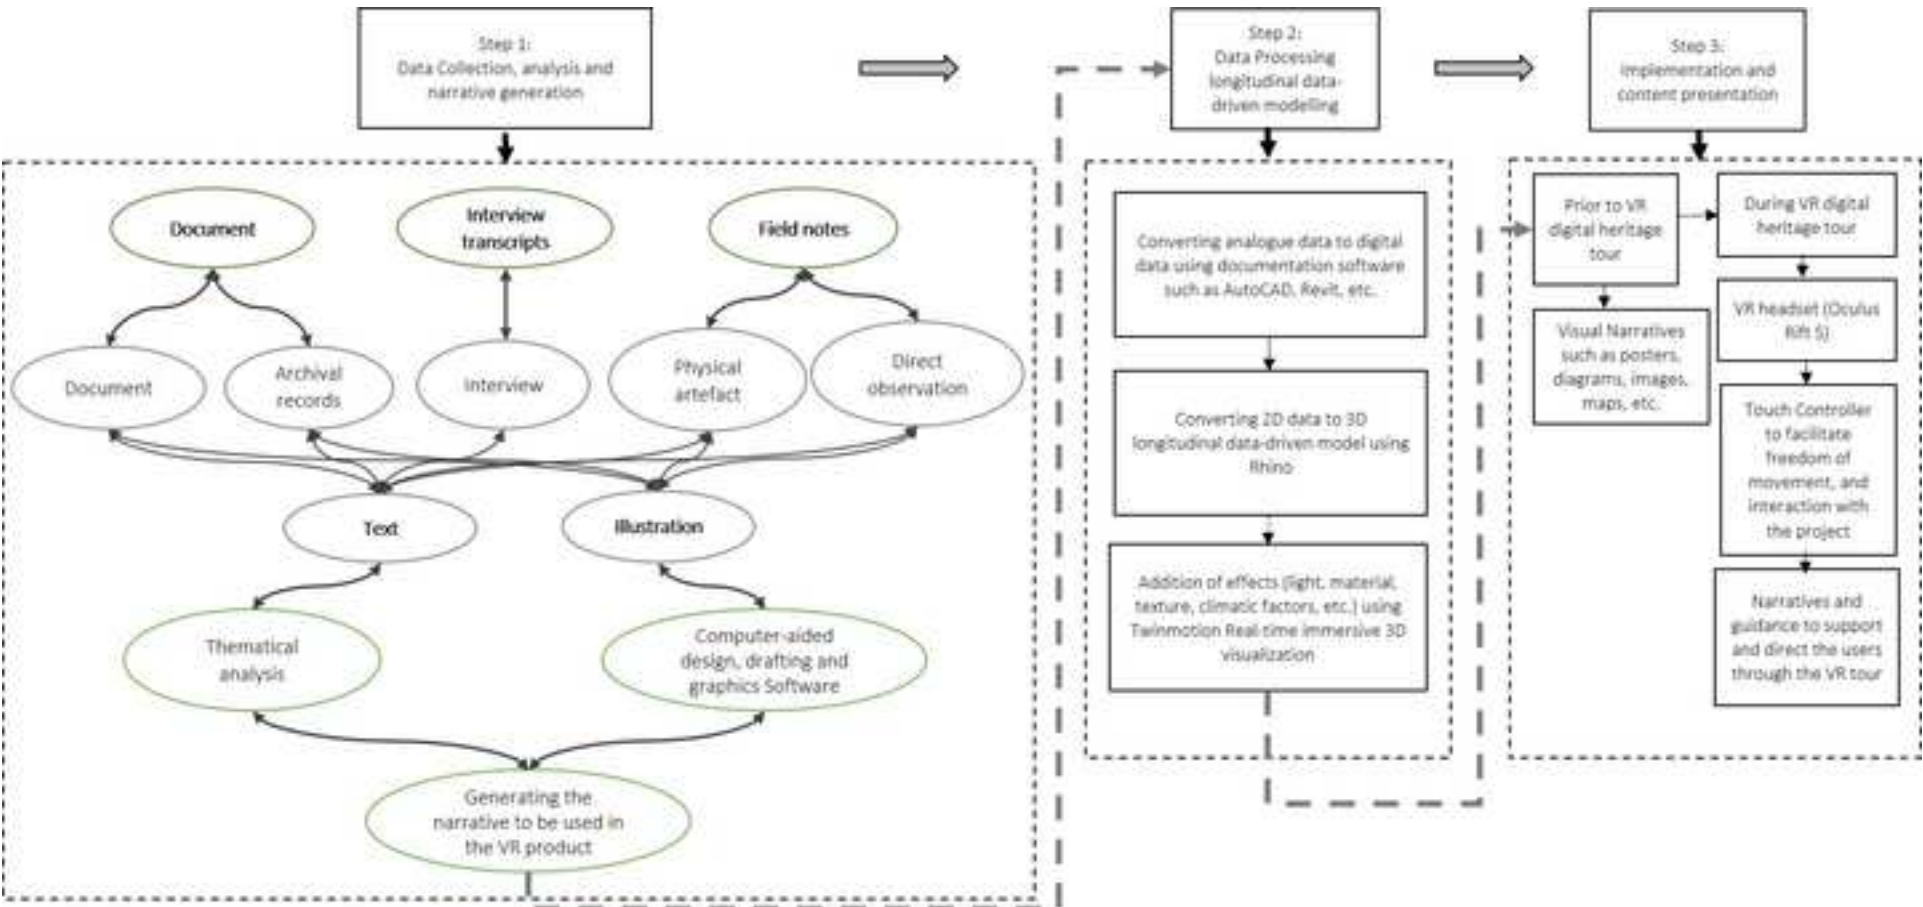 Step 1:
Data Collection, analysis and
narrative generation
Document
Interview
transcripts
Field notes
Document
Archival
records
Interview
Physical
artefact
Direct
observation
Text
Illustration
Thematical
analysis
Computer-aided
design, drafting and
graphics Software
Generating the
narrative to be used in
the VR product
Step 2:
Data Processing
longitudinal data-
driven modelling
Converting analogue data to digital
data using documentation software
such as AutoCAD, Revit, etc.
Converting 2D data to 3D
longitudinal data-driven model using
Rhino
Addition of effects (light, material,
texture, climatic factors, etc.) using
Twinmotion Real-time immersive 3D
visualization
Step 3:
Implementation and
content presentation
Prior to VR
digital heritage
tour
Visual Narratives
such as posters,
diagrams, images,
maps, etc.
During VR digital
heritage tour
VR headset (Oculus
Rift S)
Touch Controller
to facilitate
freedom of
movement, and
interaction with
the project
Narratives and
guidance to support
and direct the users
through the VR tour